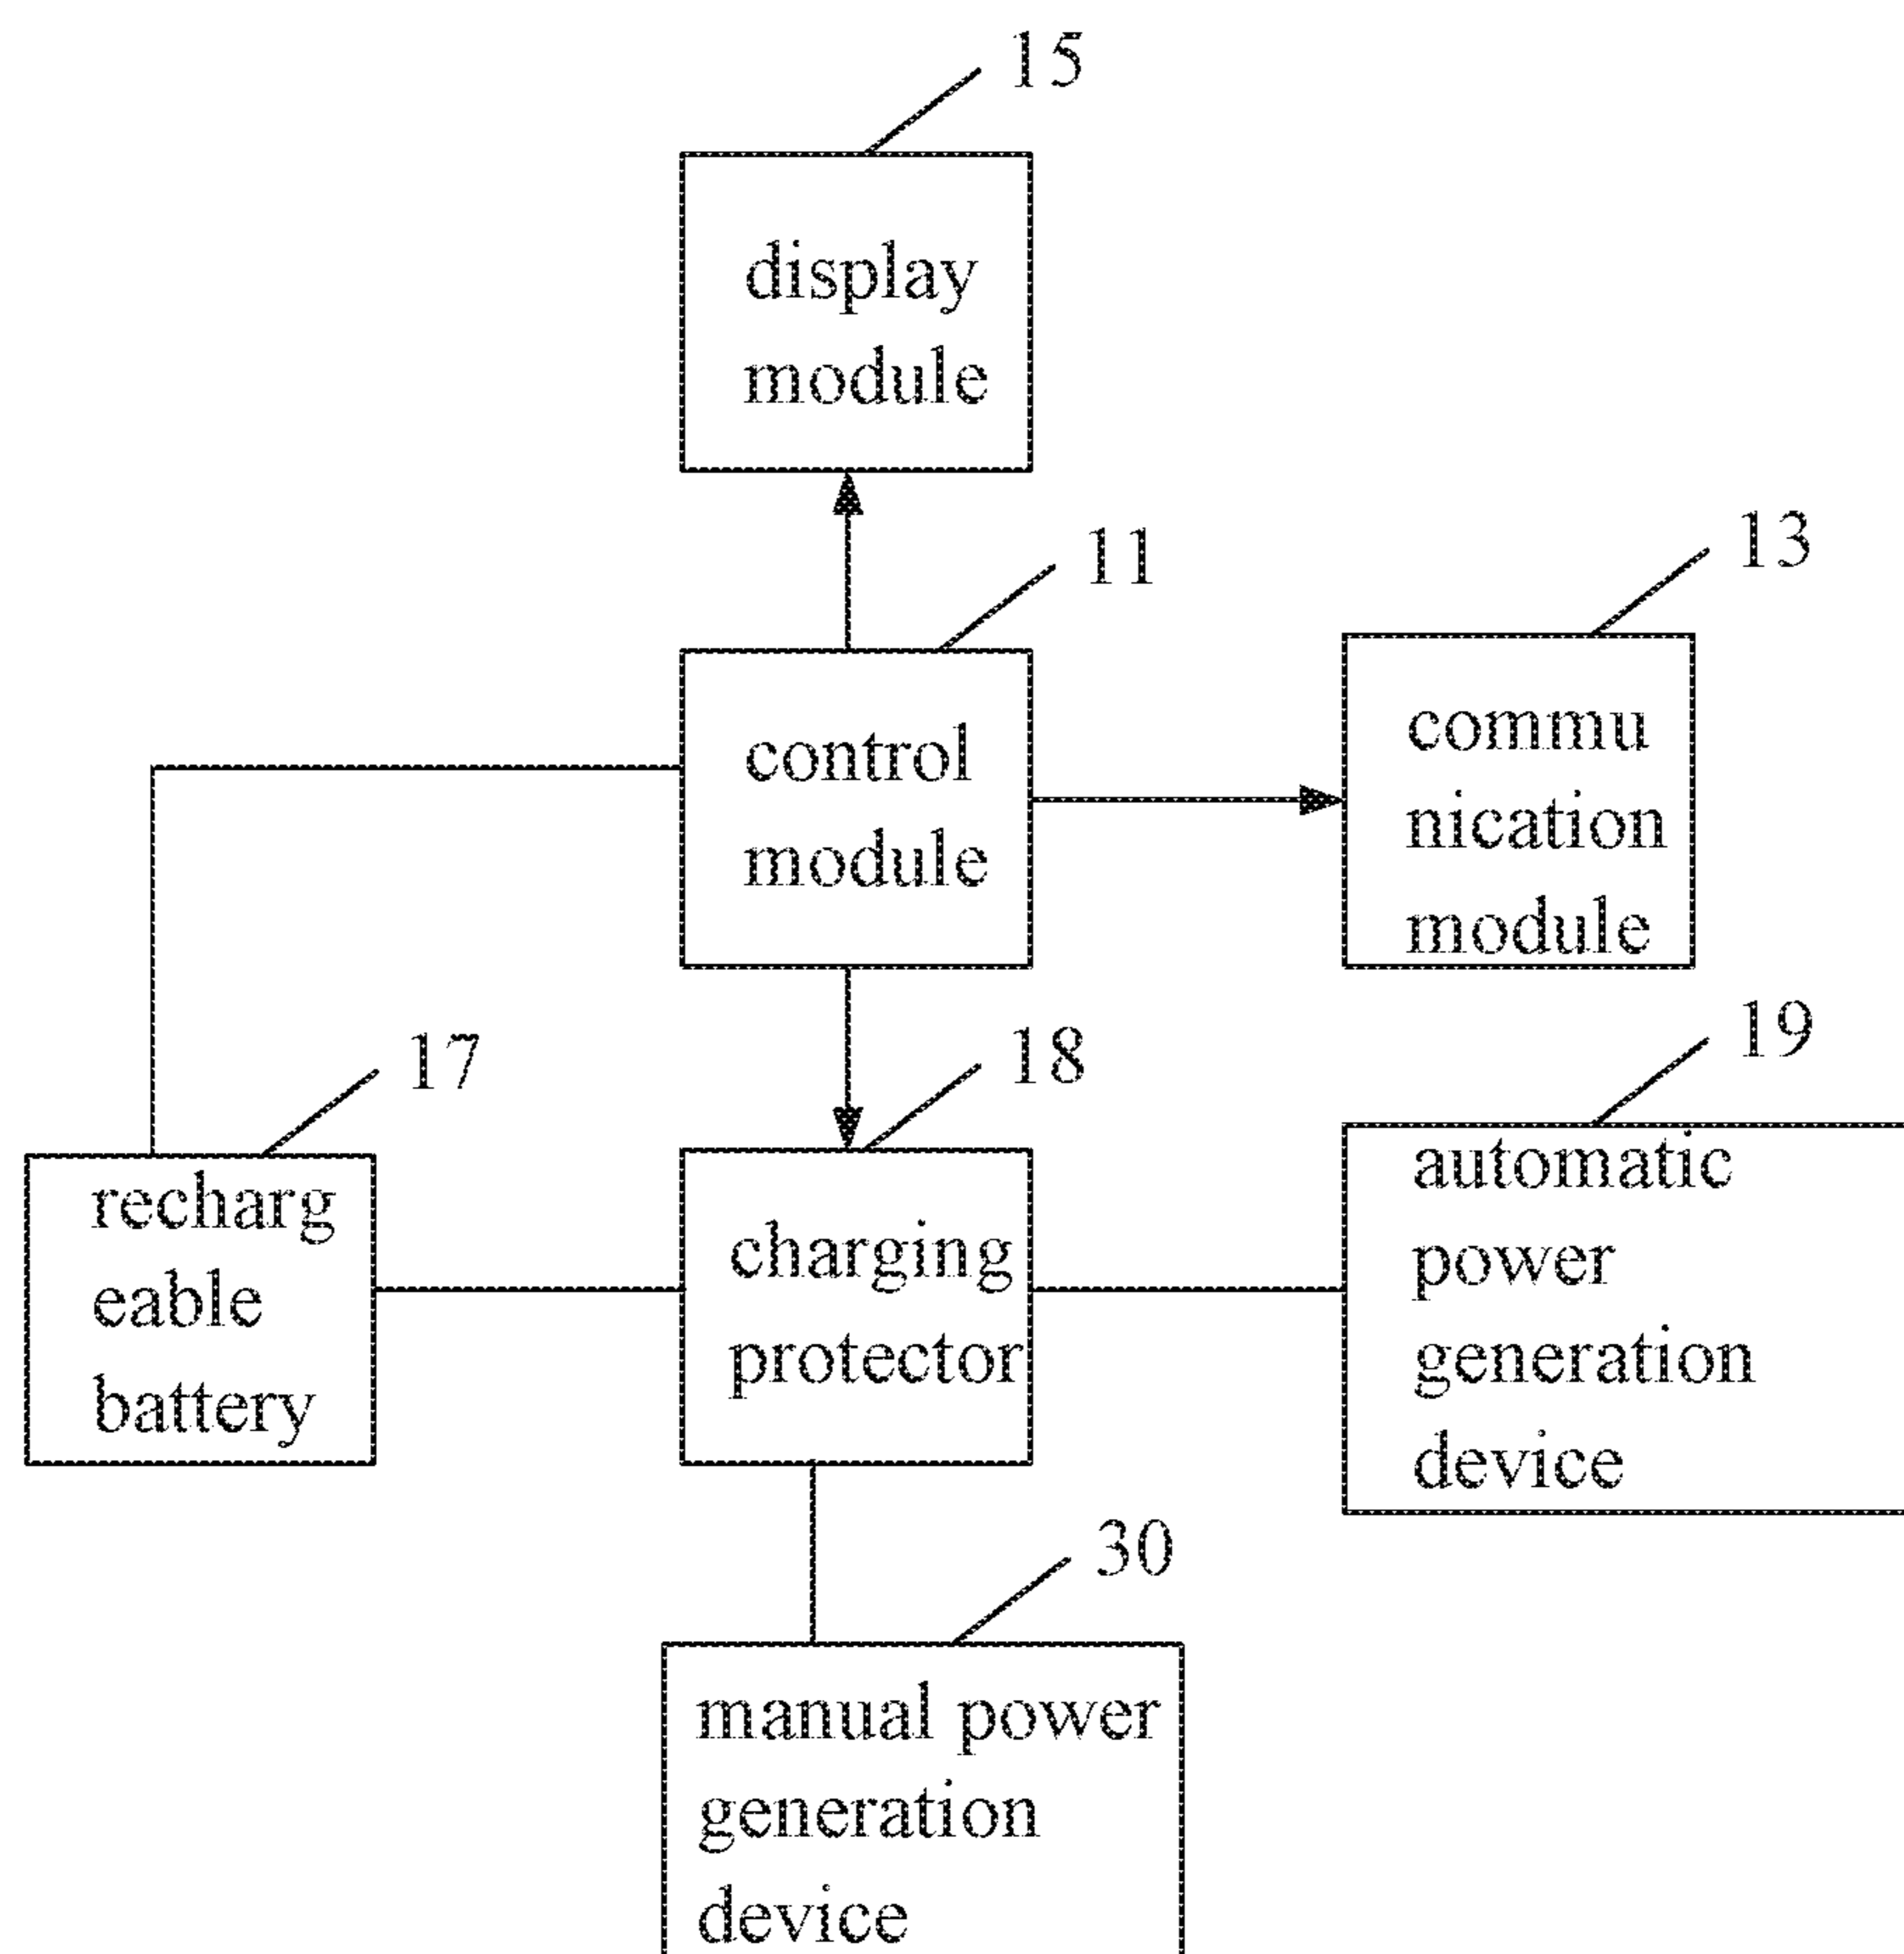 15
display
module
11
control
module
13
commu
nication
module
17
recharg
eable
battery
18
charging
protector
19
automatic
power
generation
device
30
manual power
generation
device